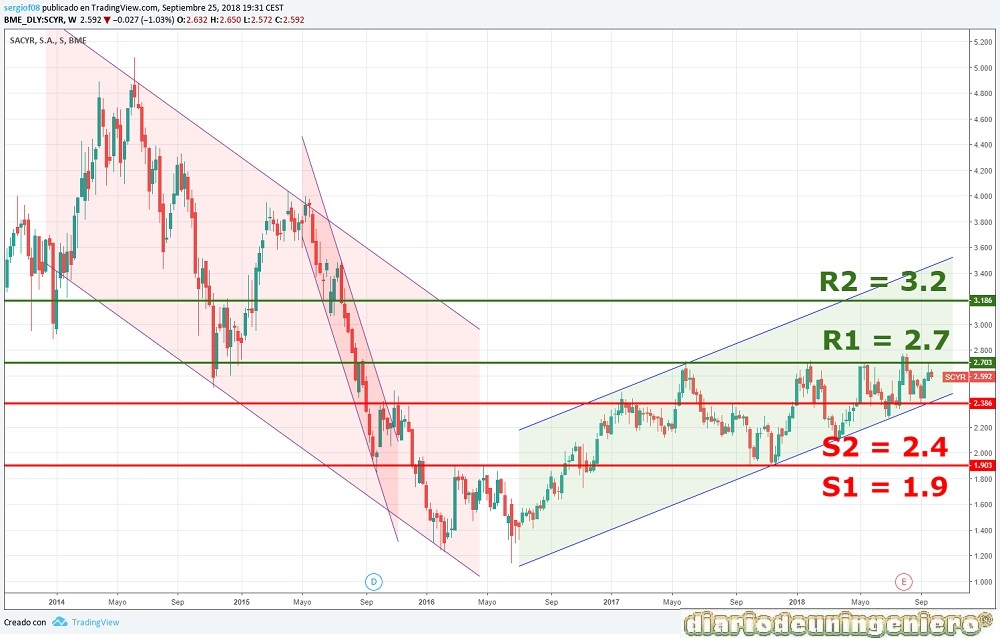 sergiof08 publicado en TradingView.com, Septiembre 25, 2018 19:31 CEST
BME_DLY:SCYR, W 2.592 ▼ −0.027 (−1.03%) O:2.632 H:2.650 L:2.572 C:2.592
SACYR, S.A., S, BME
5.200
5.000
4.800
4.600
4.400
4.200
4.000
3.800
3.600
3.400
R2 = 3.2
3.186
3.000
R1 = 2.7
2.800
2.703
SCYR 2.592
2.386
2.200
S2 = 2.4
1.903
S1 = 1.9
1.800
1.600
1.400
1.200
D
E
1.000
2014 Mayo Sep 2015 Mayo Sep 2016 Mayo Sep 2017 Mayo Sep 2018 Mayo Sep
Creado con TradingView
diariodeuningeniero